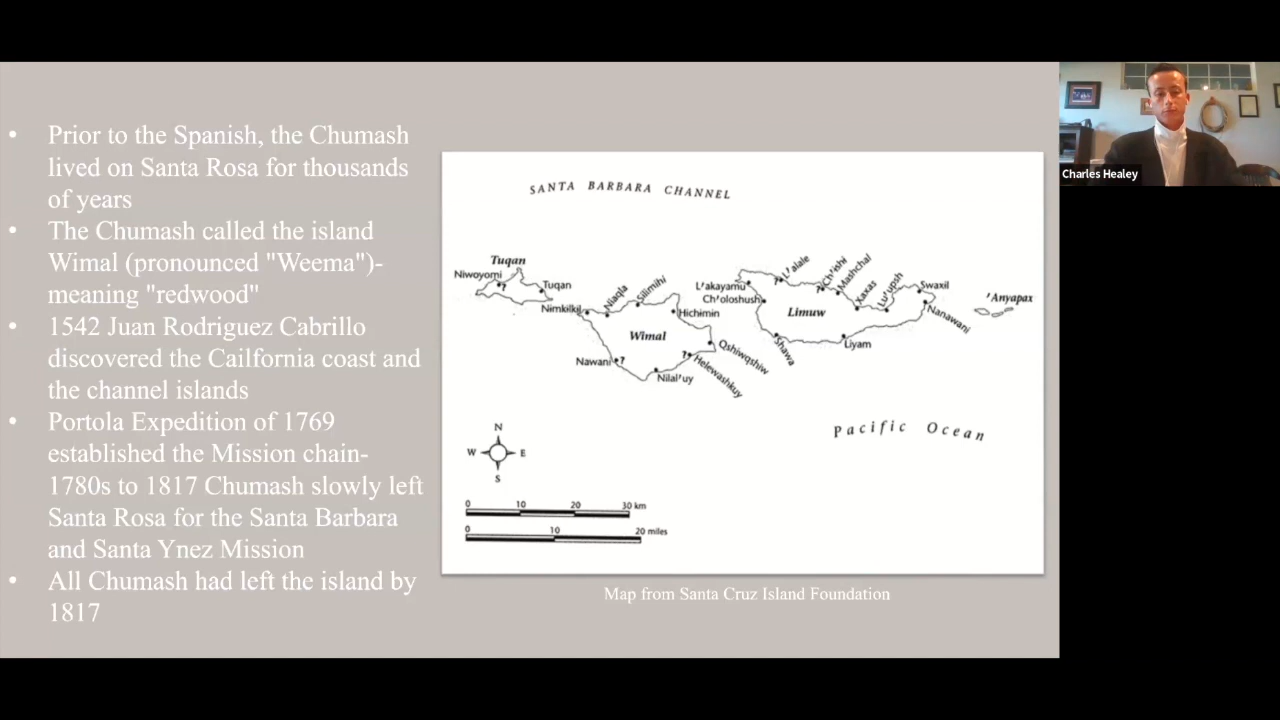 • Prior to the Spanish, the Chumash
lived on Santa Rosa for thousands
of years
• The Chumash called the island
Wimal (pronounced "Weema")-
meaning "redwood"
• 1542 Juan Rodriguez Cabrillo
discovered the Cailfornia coast and
the channel islands
• Portola Expedition of 1769
established the Mission chain-
1780s to 1817 Chumash slowly left
Santa Rosa for the Santa Barbara
and Santa Ynez Mission
• All Chumash had left the island by
1817
SANTA BARBARA CHANNEL
Tuqan
Niwoyomi
?
Tuqan
Nimkilkil
Niaqla
Silimihi
Hichimin
Wimal
Qshiwqshiw
? Helewashkuy
Nilal'uy
Nawani ?
L'akayamu
Ch'oloshush
? L'alale
? Ch'ishi
Mashchal
Xaxas
Lu'upsh
Swaxil
Nanawani
Limuw
Shawa
Liyam
'Anyapax
Pacific Ocean
N
W E
S
0 10 20 30 km
0 10 20 miles
Map from Santa Cruz Island Foundation
Charles Healey